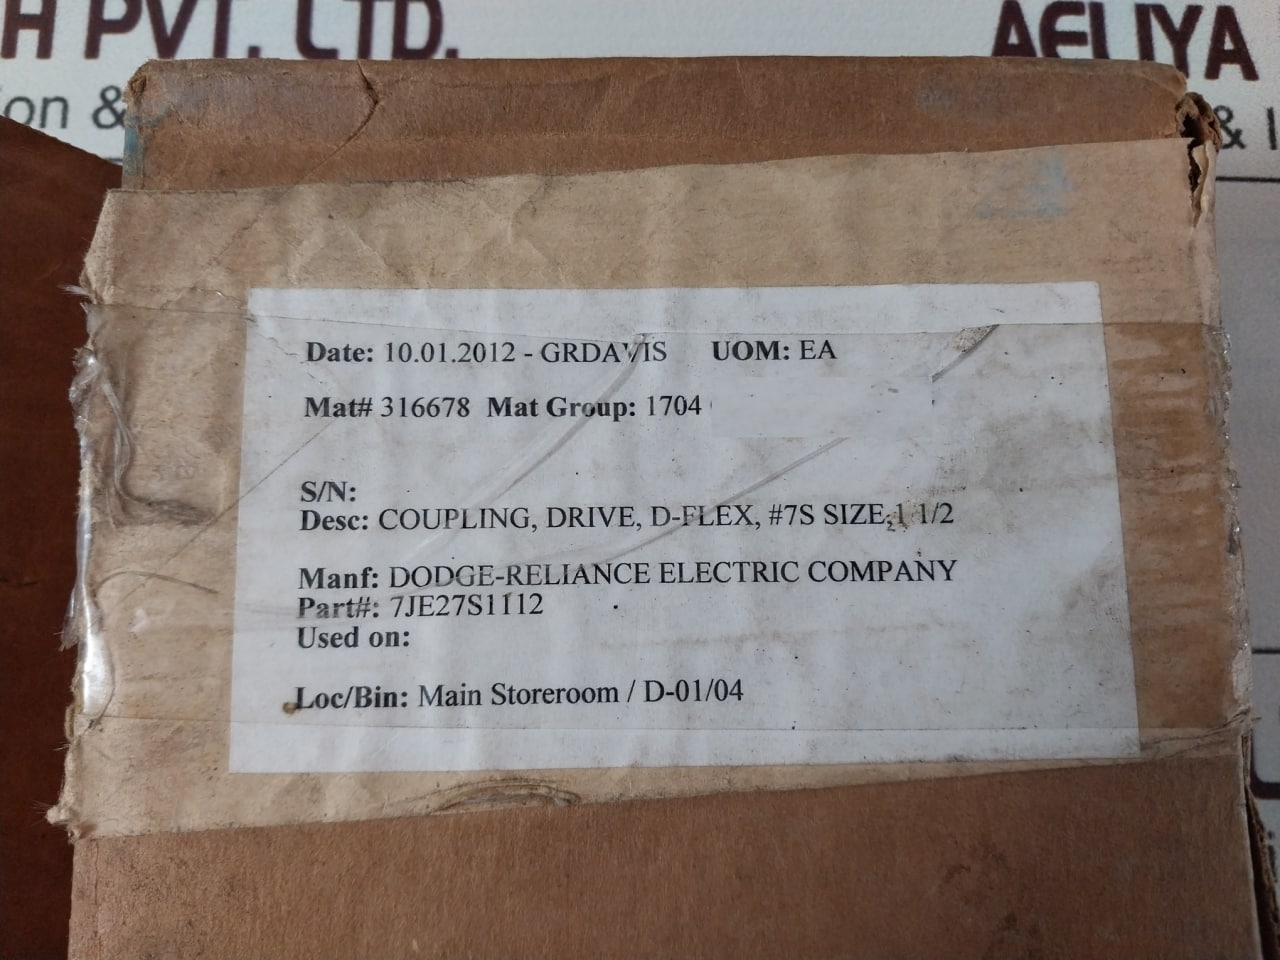 H PVT. LTD.
AELIYA
ion &
& I
Date: 10.01.2012 - GRDAVIS UOM: EA
Mat# 316678 Mat Group: 1704
S/N:
Desc: COUPLING, DRIVE, D-FLEX, #7S SIZE,1 1/2
Manf: DODGE-RELIANCE ELECTRIC COMPANY
Part#: 7JE27S1112
Used on:
Loc/Bin: Main Storeroom / D-01/04